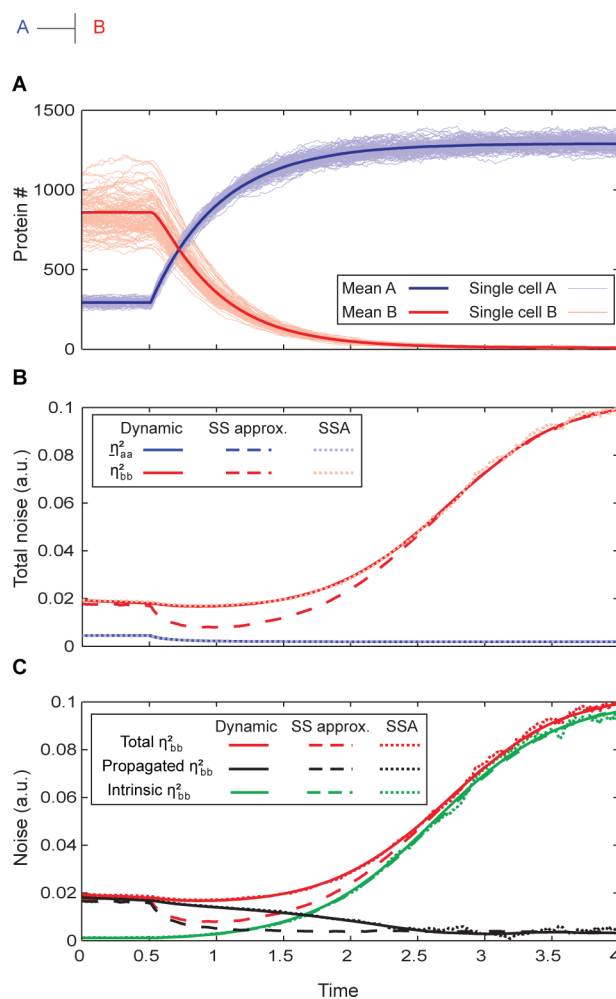 A B
A
1500
1000
500
0
Protein #
Mean A Single cell A
Mean B Single cell B
B
0.1
0.08
0.06
0.04
0.02
0
Total noise (a.u.)
Dynamic SS approx. SSA
η²aa
η²bb
C
0.1
0.08
0.06
0.04
0.02
0
Noise (a.u.)
Dynamic SS approx. SSA
Total η²bb
Propagated η²bb
Intrinsic η²bb
0 0.5 1 1.5 2 2.5 3 3.5 4
Time